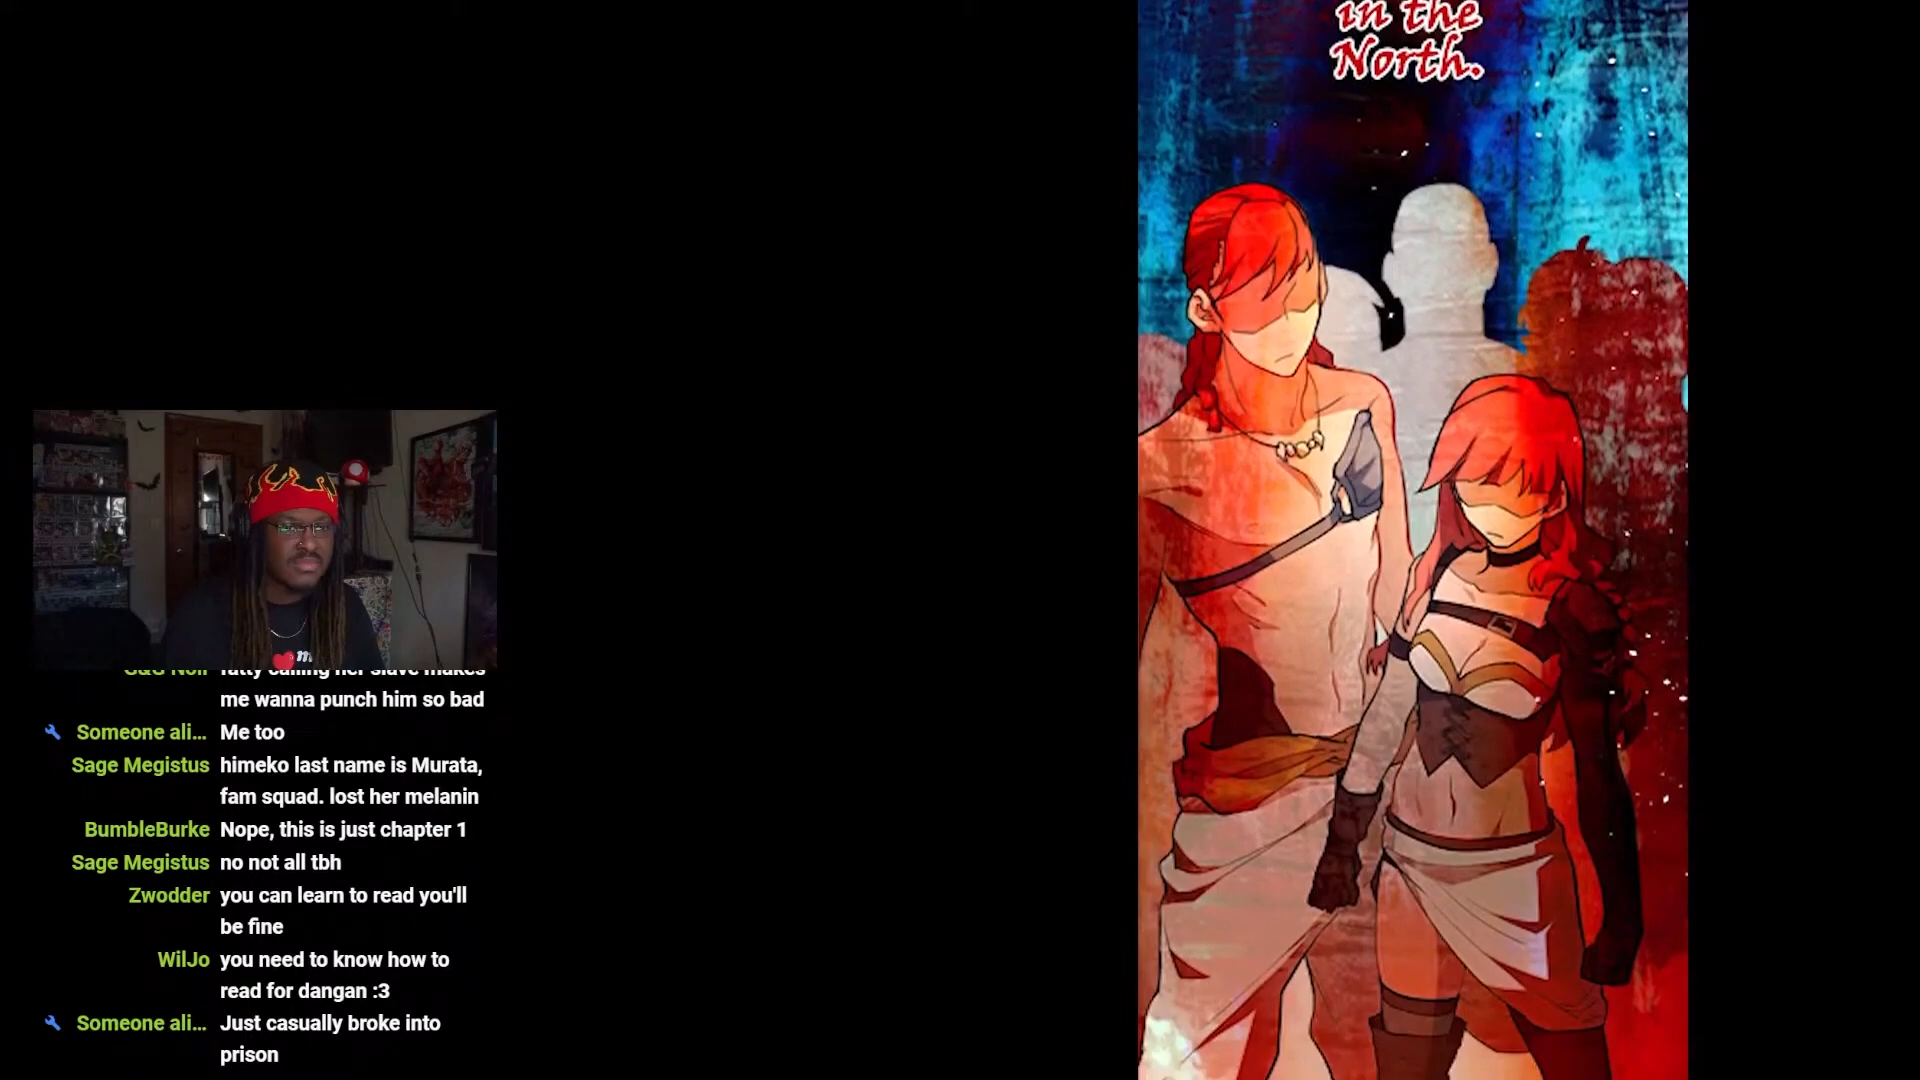 in the
North.
me wanna punch him so bad
Someone ali... Me too
Sage Megistus himeko last name is Murata,
fam squad. lost her melanin
BumbleBurke Nope, this is just chapter 1
Sage Megistus no not all tbh
Zwodder you can learn to read you'll
be fine
WilJo you need to know how to
read for dangan :3
Someone ali... Just casually broke into
prison